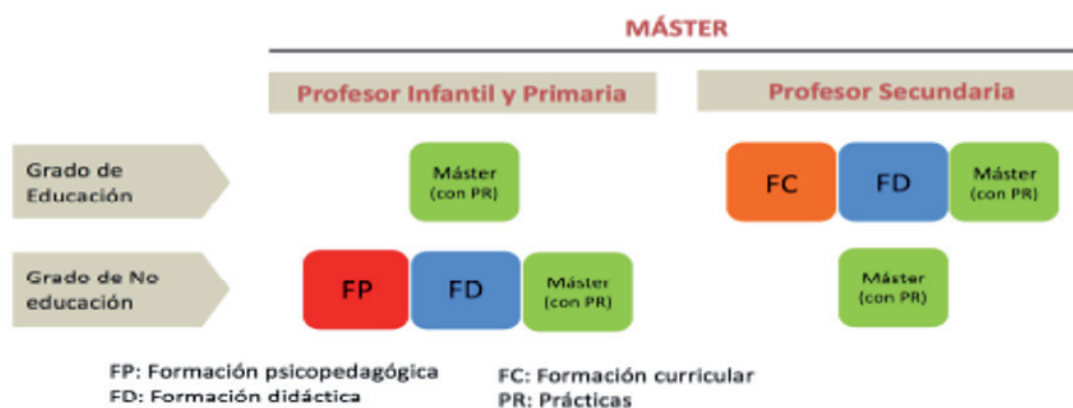 MÁSTER
Profesor Infantil y Primaria
Profesor Secundaria
Grado de
Educación
Máster
(con PR)
FC
FD
Máster
(con PR)
Grado de No
educación
FP
FD
Máster
(con PR)
Máster
(con PR)
FP: Formación psicopedagógica
FD: Formación didáctica
FC: Formación curricular
PR: Prácticas